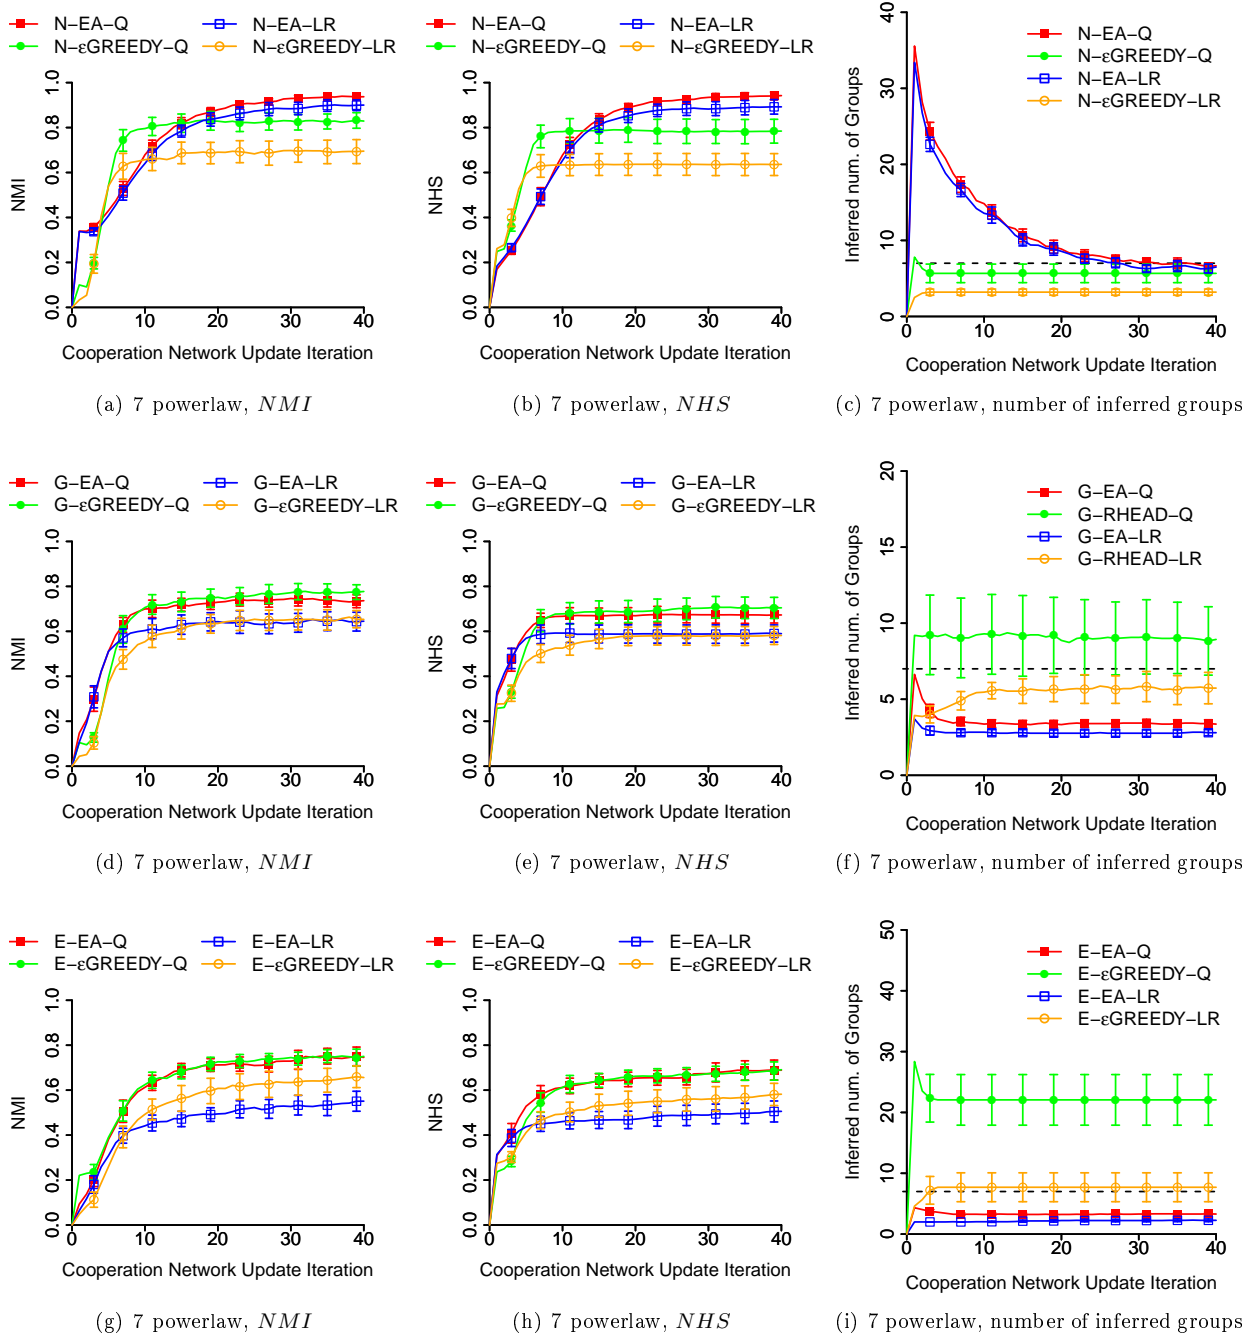 N–EA–Q
N–EA–LR
N–εGREEDY–Q
N–εGREEDY–LR
NMI
0.0 0.2 0.4 0.6 0.8 1.0
0 10 20 30 40
Cooperation Network Update Iteration
(a) 7 powerlaw, NMI
N–EA–Q
N–EA–LR
N–εGREEDY–Q
N–εGREEDY–LR
NHS
0.0 0.2 0.4 0.6 0.8 1.0
0 10 20 30 40
Cooperation Network Update Iteration
(b) 7 powerlaw, NHS
N–EA–Q
N–εGREEDY–Q
N–EA–LR
N–εGREEDY–LR
Inferred num. of Groups
0 10 20 30 40
0 10 20 30 40
Cooperation Network Update Iteration
(c) 7 powerlaw, number of inferred groups
G–EA–Q
G–EA–LR
G–εGREEDY–Q
G–εGREEDY–LR
NMI
0.0 0.2 0.4 0.6 0.8 1.0
0 10 20 30 40
Cooperation Network Update Iteration
(d) 7 powerlaw, NMI
G–EA–Q
G–EA–LR
G–εGREEDY–Q
G–εGREEDY–LR
NHS
0.0 0.2 0.4 0.6 0.8 1.0
0 10 20 30 40
Cooperation Network Update Iteration
(e) 7 powerlaw, NHS
G–EA–Q
G–RHEAD–Q
G–EA–LR
G–RHEAD–LR
Inferred num. of Groups
0 5 10 15 20
0 10 20 30 40
Cooperation Network Update Iteration
(f) 7 powerlaw, number of inferred groups
E–EA–Q
E–EA–LR
E–εGREEDY–Q
E–εGREEDY–LR
NMI
0.0 0.2 0.4 0.6 0.8 1.0
0 10 20 30 40
Cooperation Network Update Iteration
(g) 7 powerlaw, NMI
E–EA–Q
E–EA–LR
E–εGREEDY–Q
E–εGREEDY–LR
NHS
0.0 0.2 0.4 0.6 0.8 1.0
0 10 20 30 40
Cooperation Network Update Iteration
(h) 7 powerlaw, NHS
E–EA–Q
E–εGREEDY–Q
E–EA–LR
E–εGREEDY–LR
Inferred num. of Groups
0 10 20 30 40 50
0 10 20 30 40
Cooperation Network Update Iteration
(i) 7 powerlaw, number of inferred groups